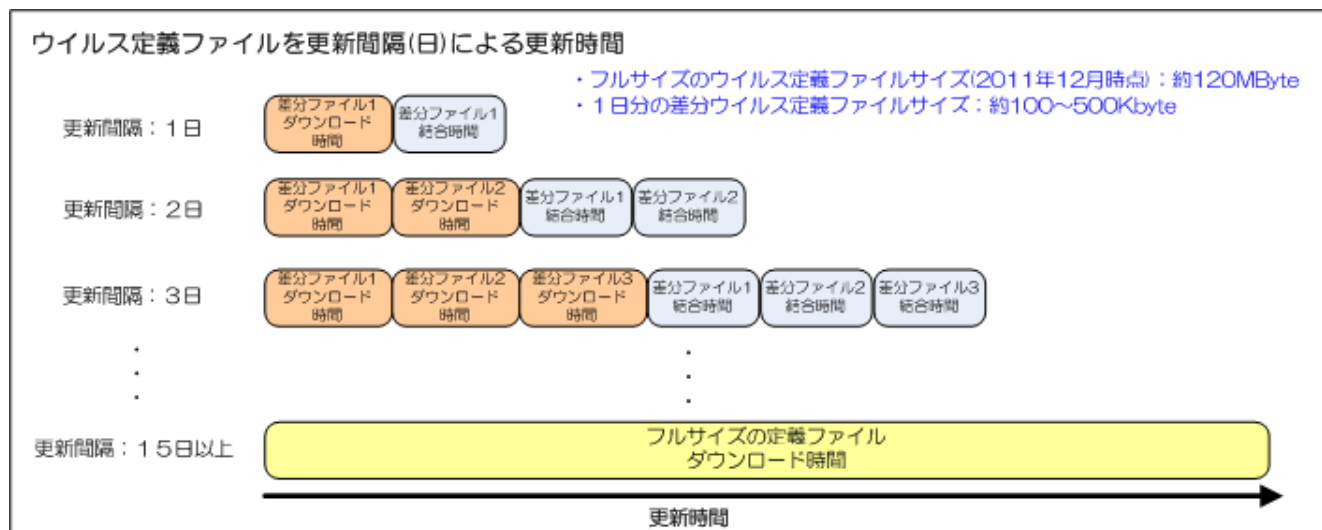 ウイルス定義ファイルを更新間隔(日)による更新時間
・フルサイズのウイルス定義ファイルサイズ(2011年12月時点)：約120MByte
・１日分の差分ウイルス定義ファイルサイズ：約100～500Kbyte
更新間隔：１日
差分ファイル1
ダウンロード
時間
差分ファイル1
結合時間
更新間隔：２日
差分ファイル1
ダウンロード
時間
差分ファイル2
ダウンロード
時間
差分ファイル1
結合時間
差分ファイル2
結合時間
更新間隔：３日
差分ファイル1
ダウンロード
時間
差分ファイル2
ダウンロード
時間
差分ファイル3
ダウンロード
時間
差分ファイル1
結合時間
差分ファイル2
結合時間
差分ファイル3
結合時間
更新間隔：１５日以上
フルサイズの定義ファイル
ダウンロード時間
更新時間